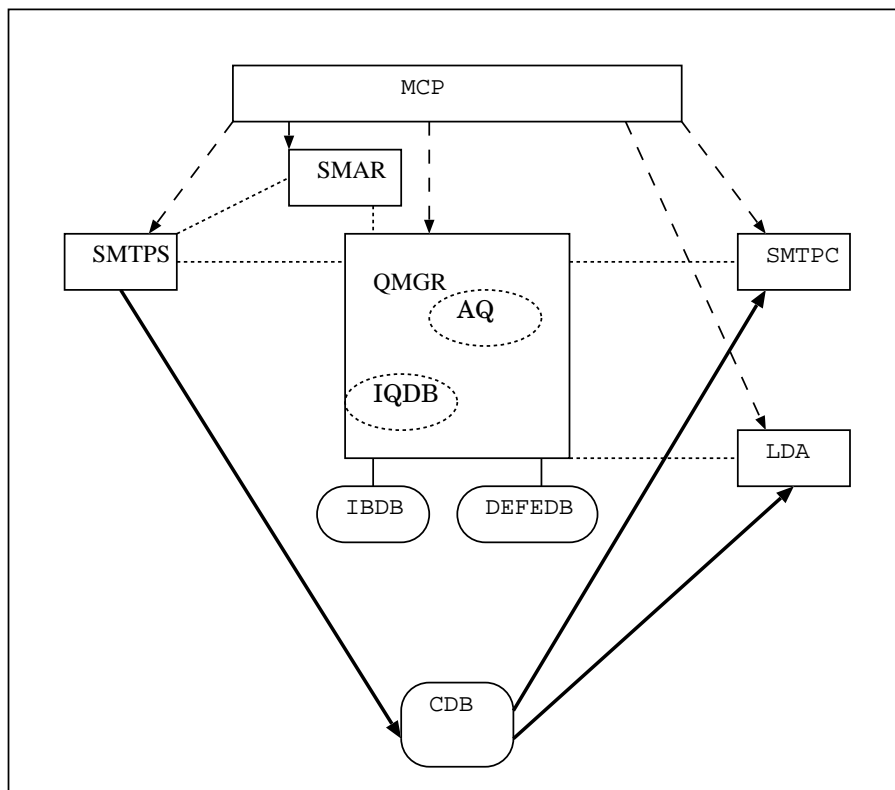 MCP
SMAR
SMTPS
SMTPC
QMGR
AQ
IQDB
LDA
IBDB
DEFEDB
CDB